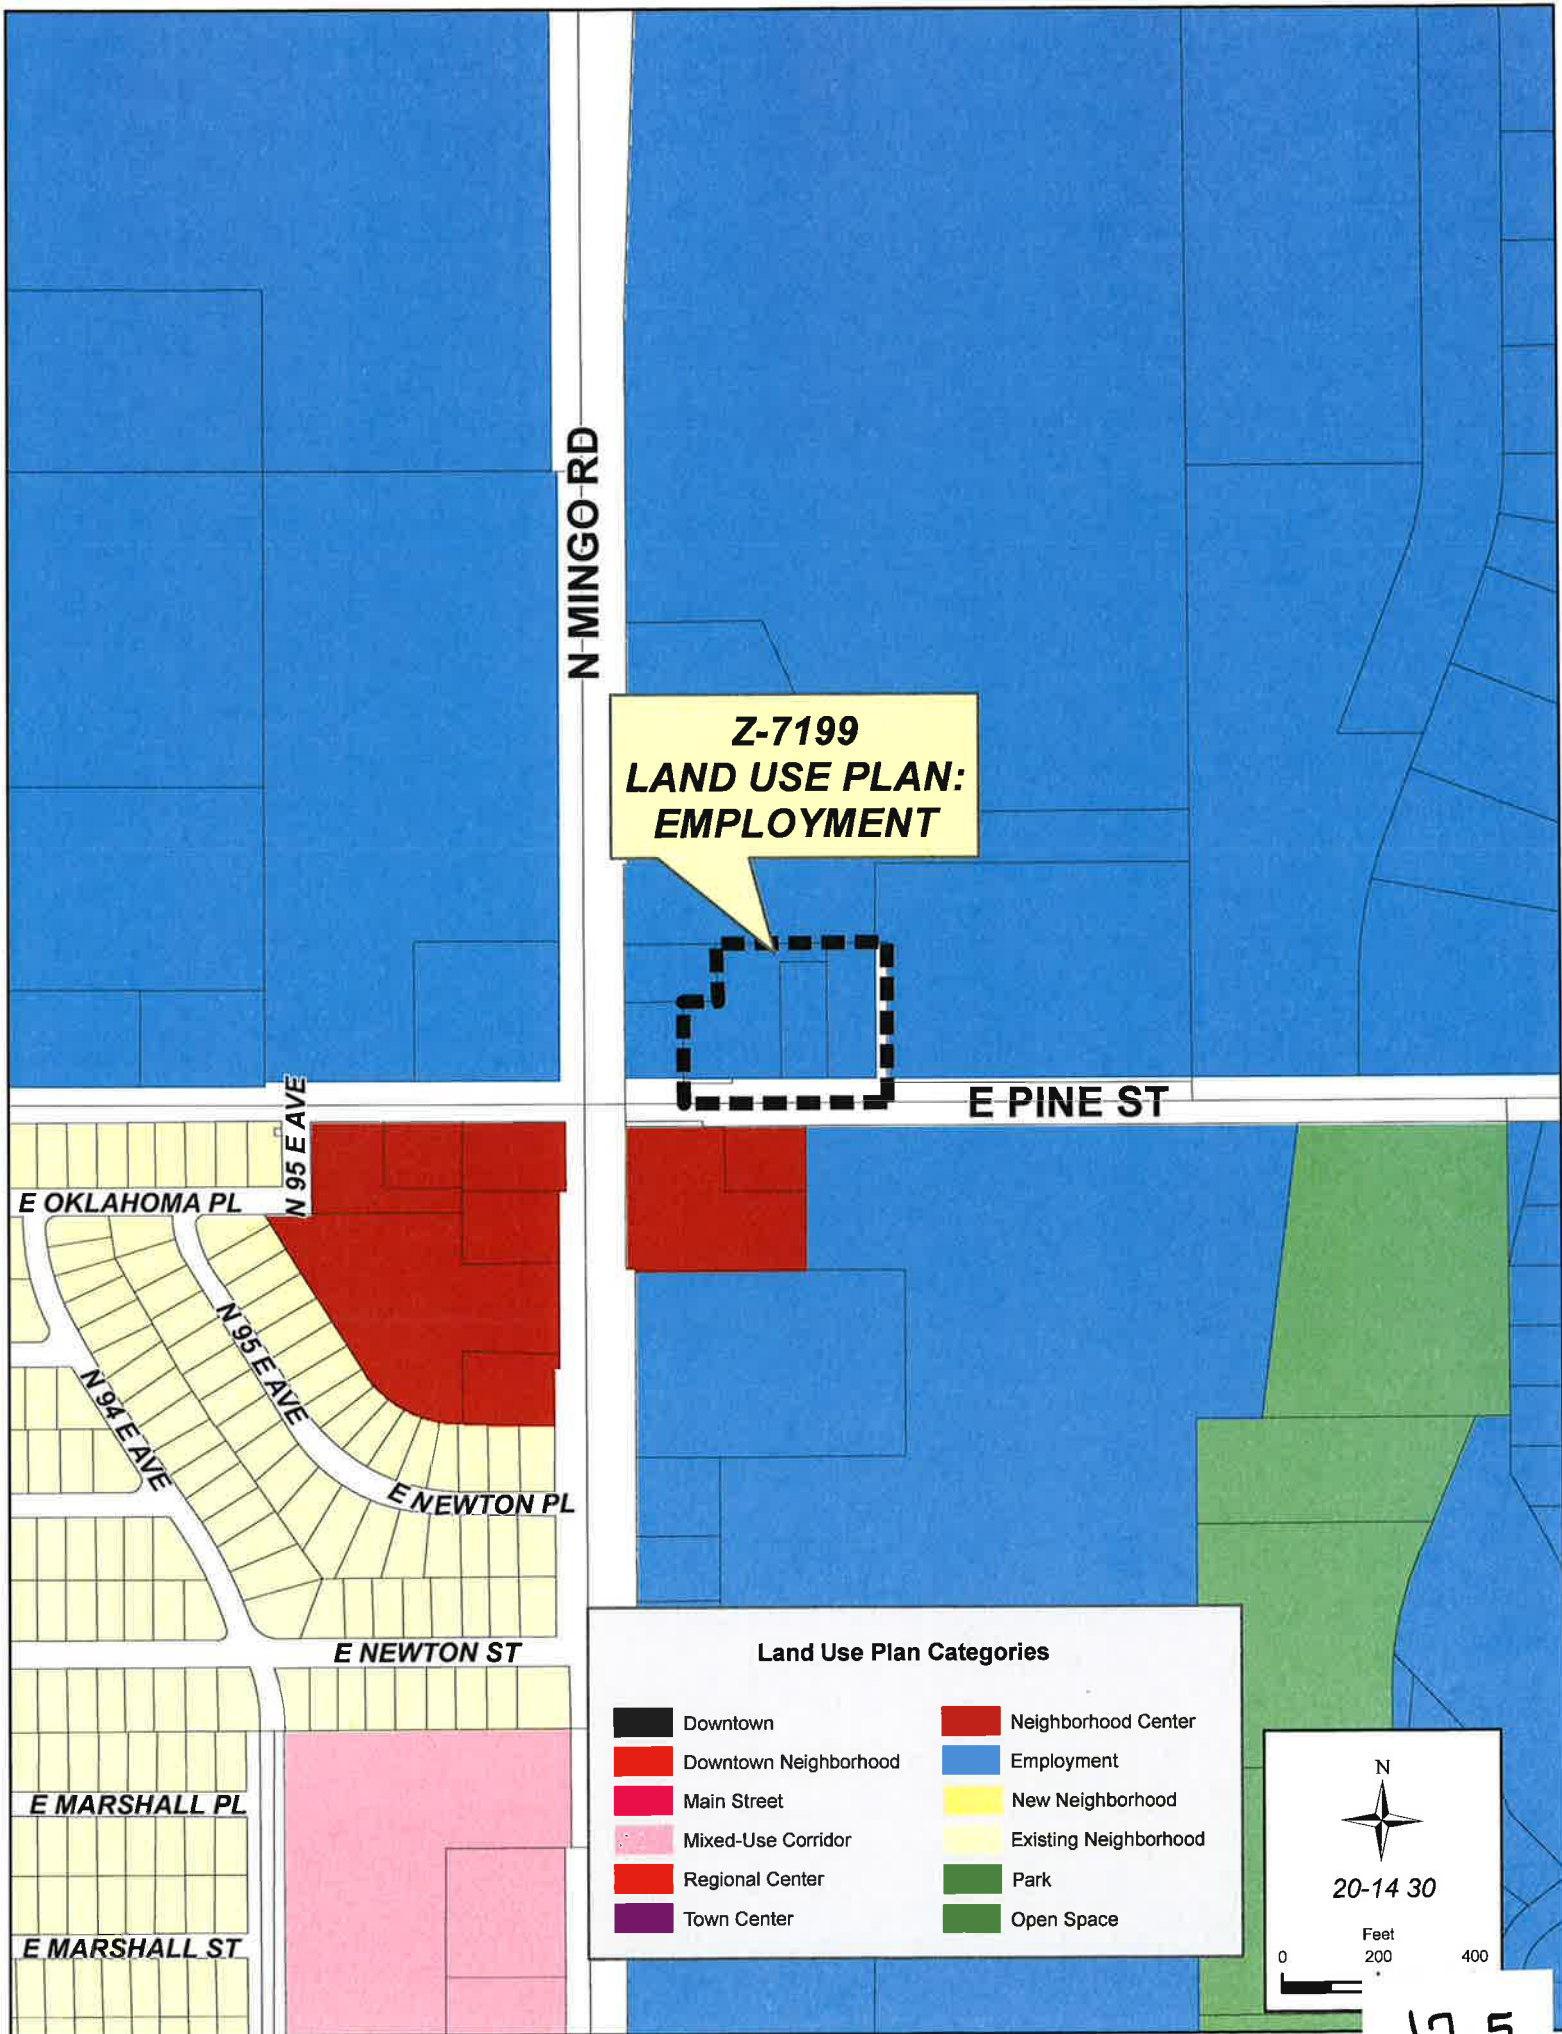 N MINGO RD
Z-7199
LAND USE PLAN:
EMPLOYMENT
E PINE ST
N 95 E AVE
E OKLAHOMA PL
N 95 E AVE
N 94 E AVE
E NEWTON PL
E NEWTON ST
E MARSHALL PL
E MARSHALL ST
Land Use Plan Categories
Downtown
Downtown Neighborhood
Main Street
Mixed-Use Corridor
Regional Center
Town Center
Neighborhood Center
Employment
New Neighborhood
Existing Neighborhood
Park
Open Space
N
20-14 30
Feet
0 200 400